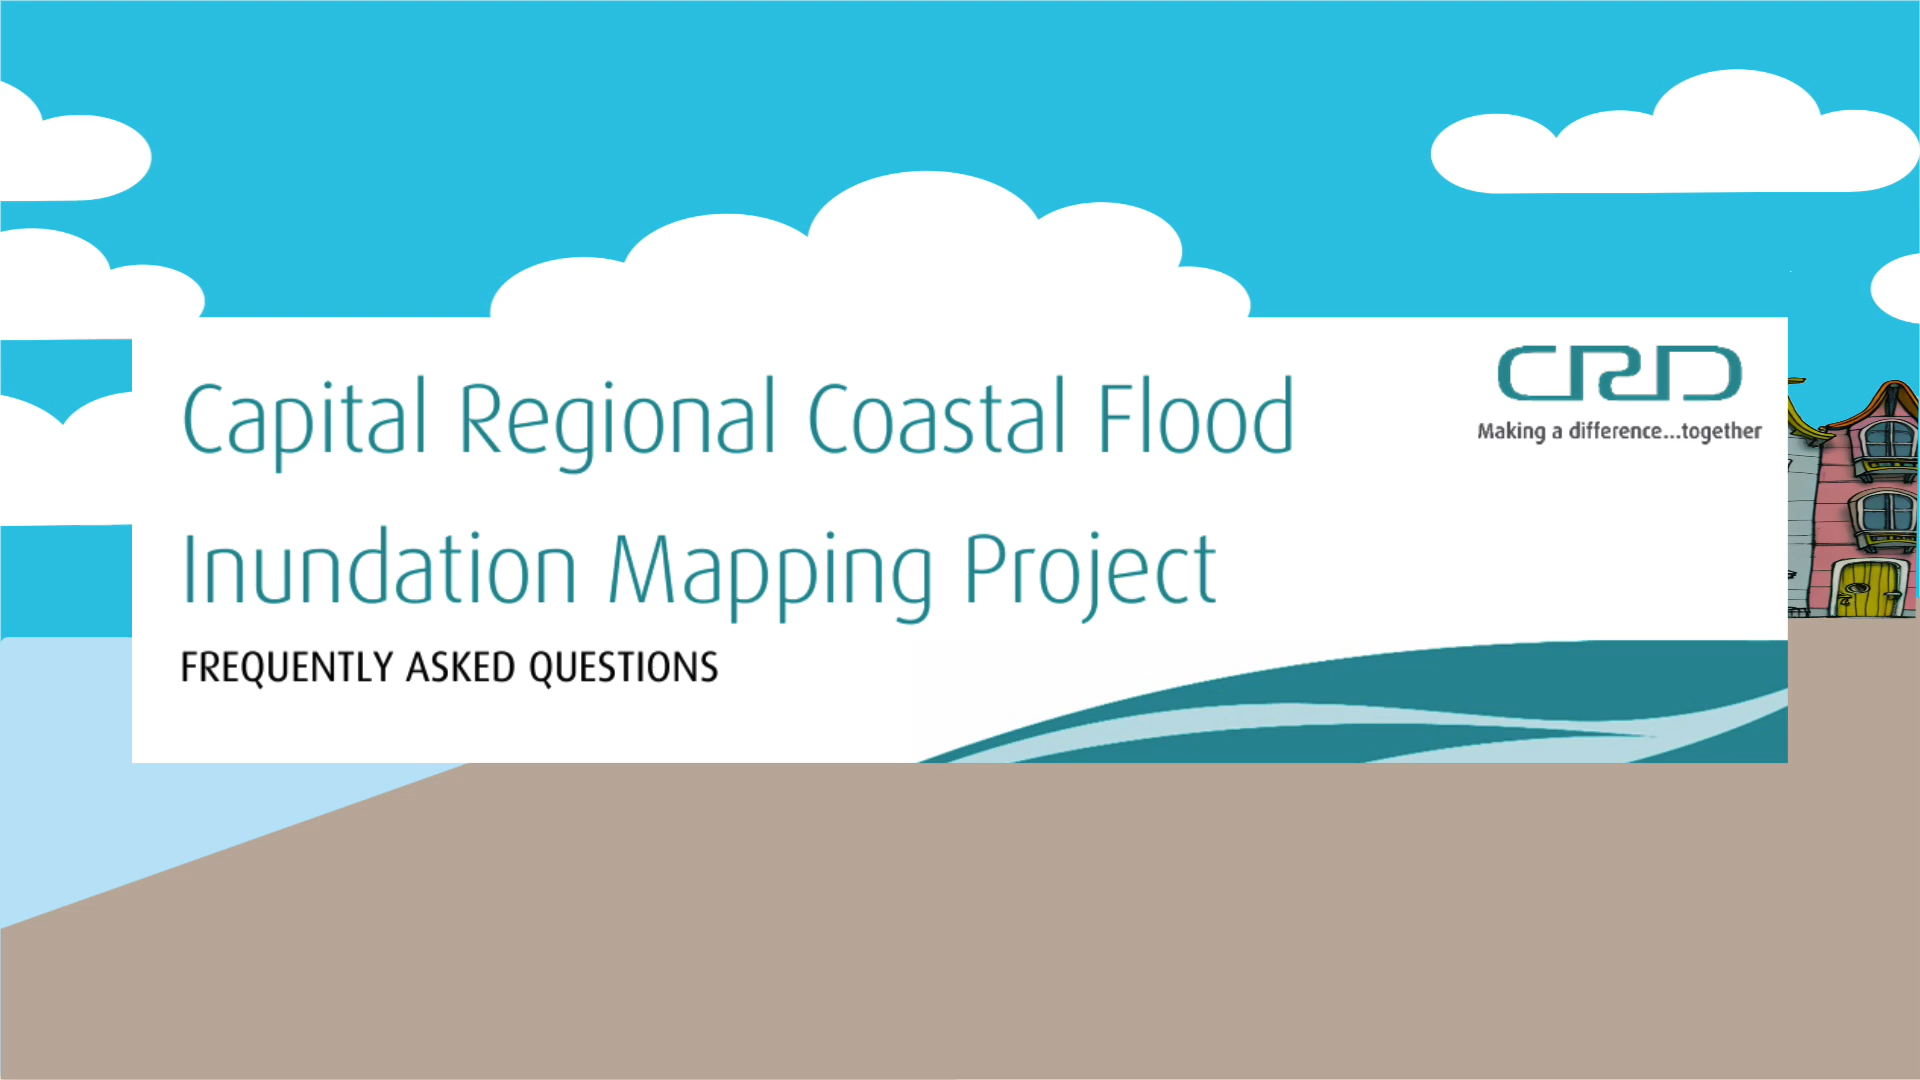 Capital Regional Coastal Flood
CRD
Making a difference...together
Inundation Mapping Project
FREQUENTLY ASKED QUESTIONS